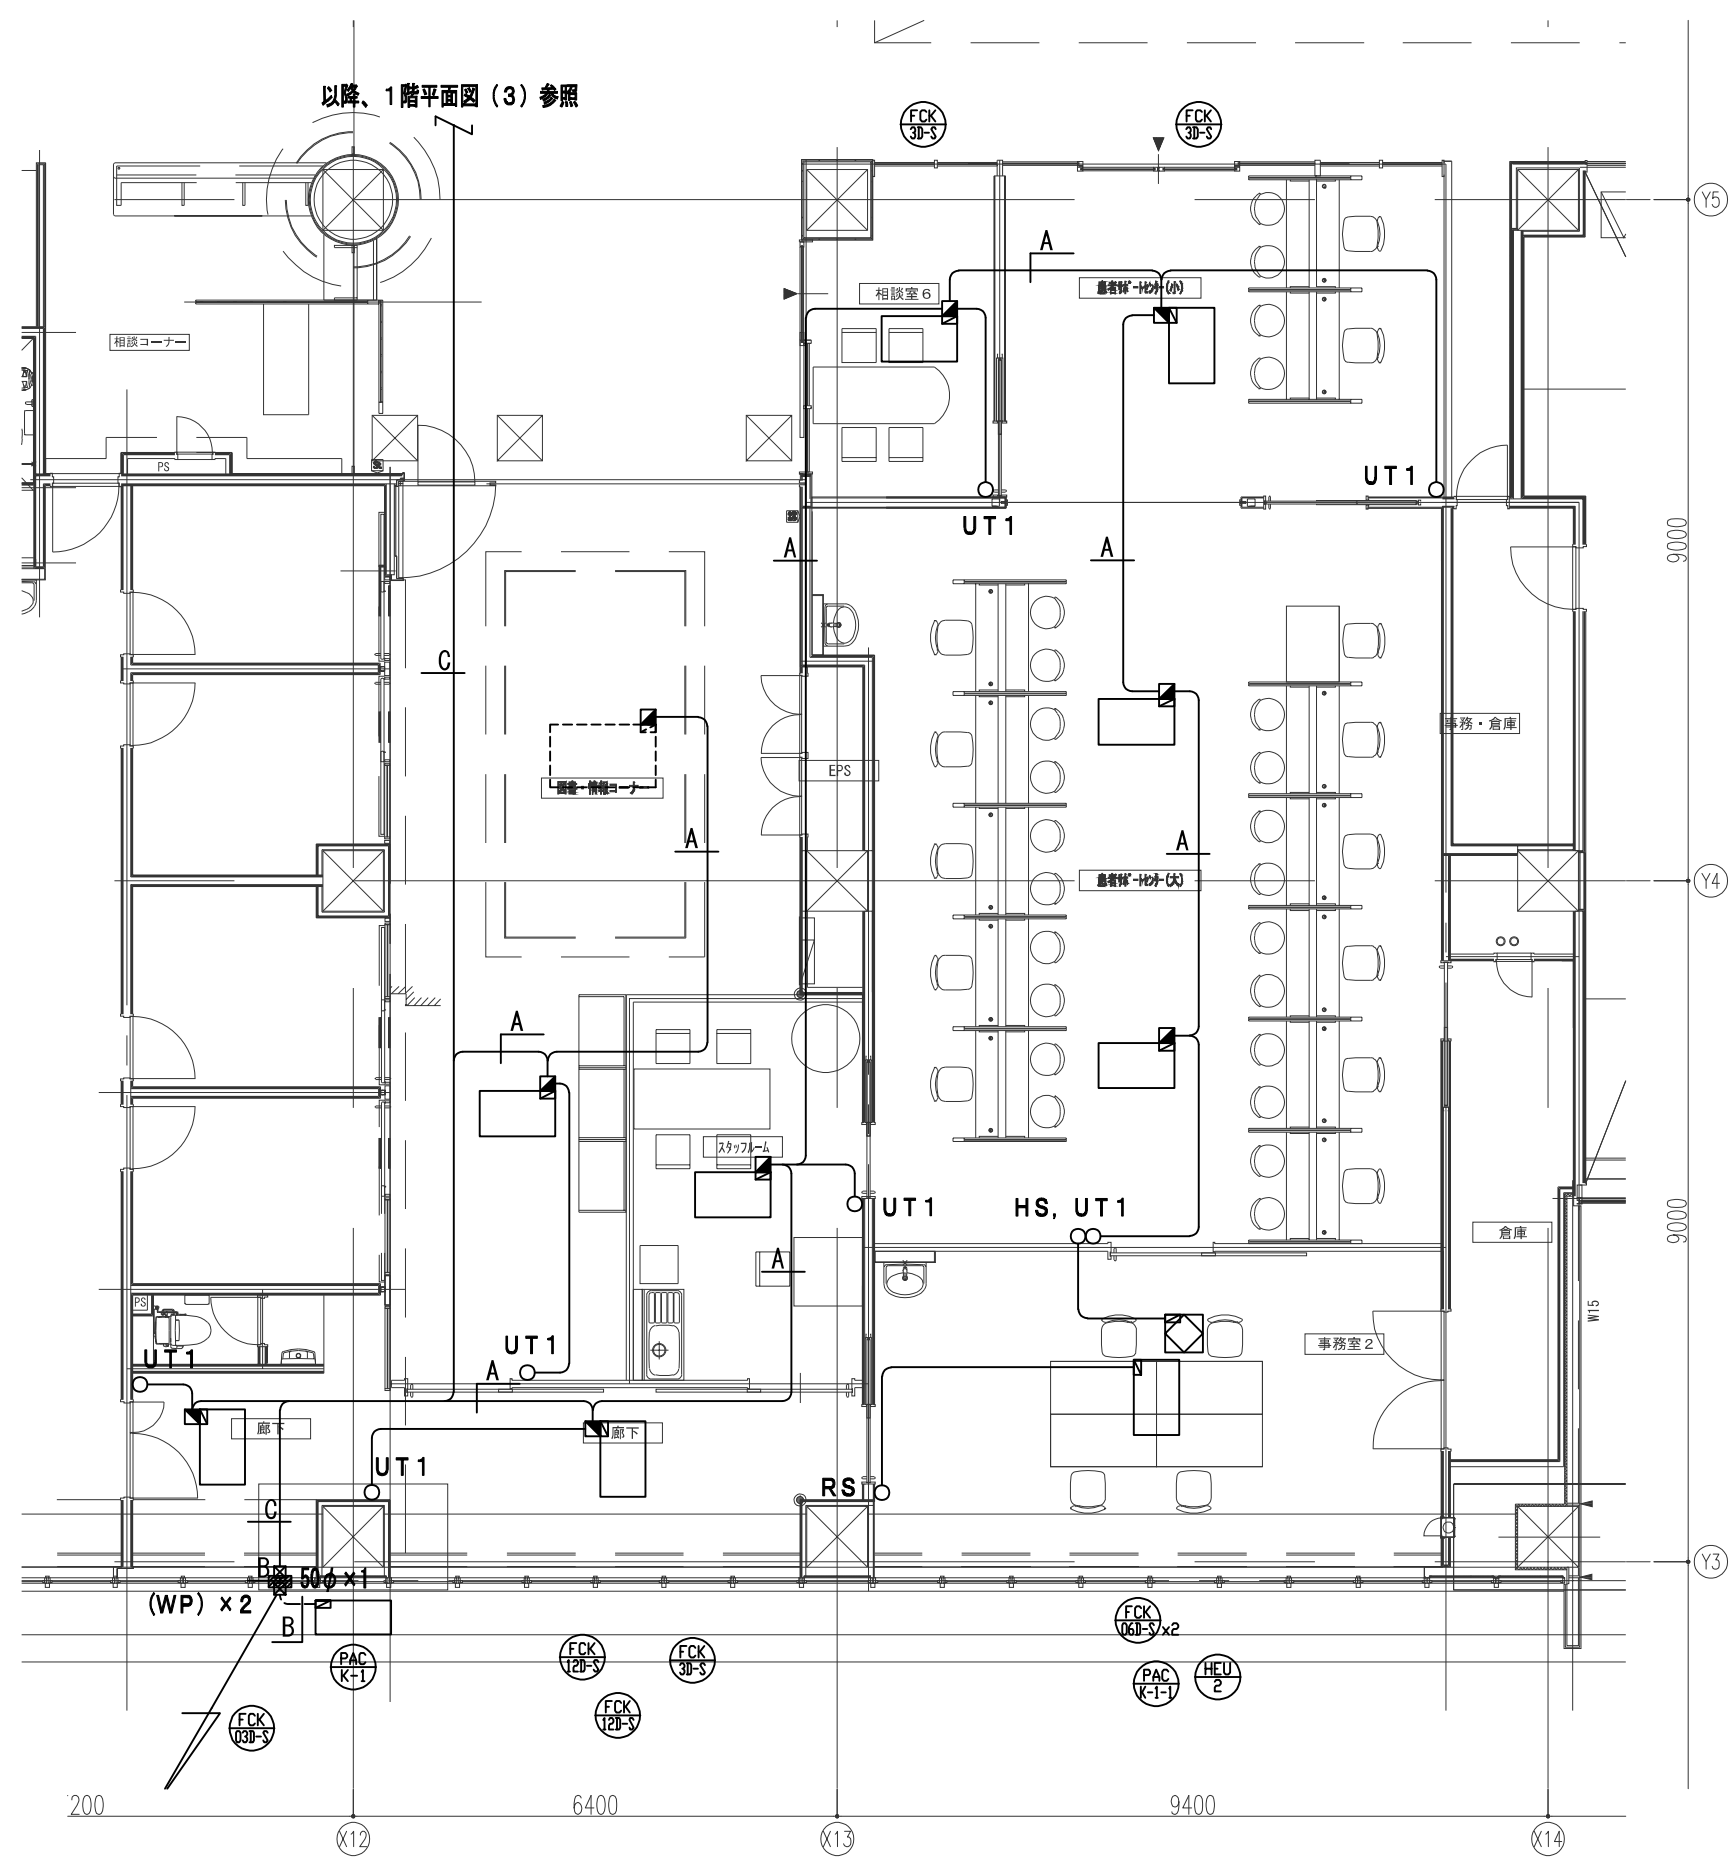 以降、1階平面図(3)参照
FCK
3D-S
FCK
3D-S
Y5
A
相談室6
患者サポートセンター(小)
相談コーナー
PS
UT1
UT1
9000
A
A
C
事務・倉庫
EPS
図書・情報コーナー
A
A
患者サポートセンター(大)
Y4
A
スタッフルーム
UT1
HS, UT1
9000
倉庫
A
PS
W15
UT1
UT1
事務室2
A
廊下
廊下
UT1
RS
C
B
50φ×1
Y3
(WP)×2
B
FCK
06D-S×2
PAC
K-1
FCK
12D-S
FCK
3D-S
PAC
K-1-1
HEU
2
FCK
12D-S
FCK
03D-S
200
6400
9400
X12
X13
X14